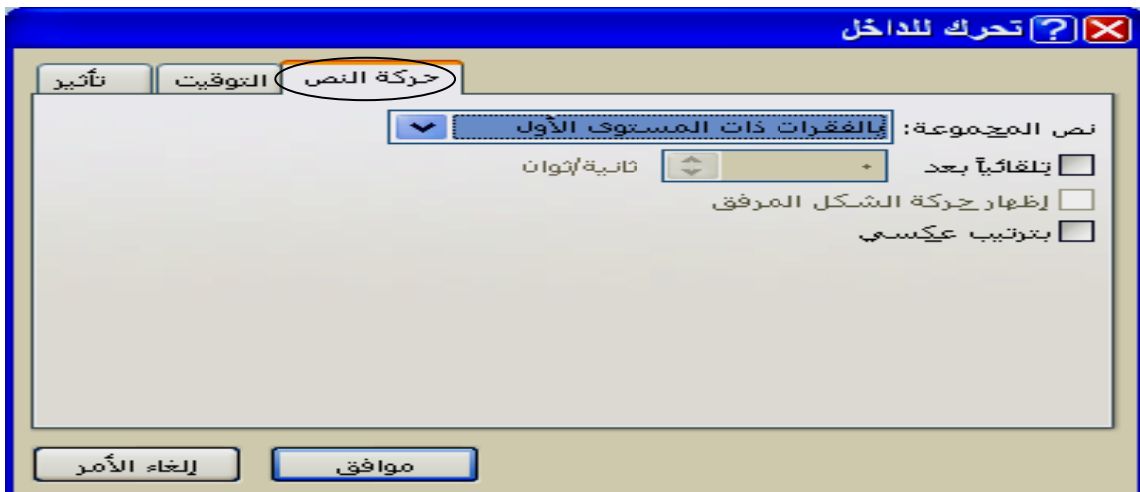 تحرك للداخل
تأثير التوقيت حركة النص
نص المجموعة: بالفقرات ذات المستوى الأول
تلقائياً بعد ٠ ثانية/ثوان
إظهار حركة الشكل المرفق
بترتيب عكسي
موافق إلغاء الأمر